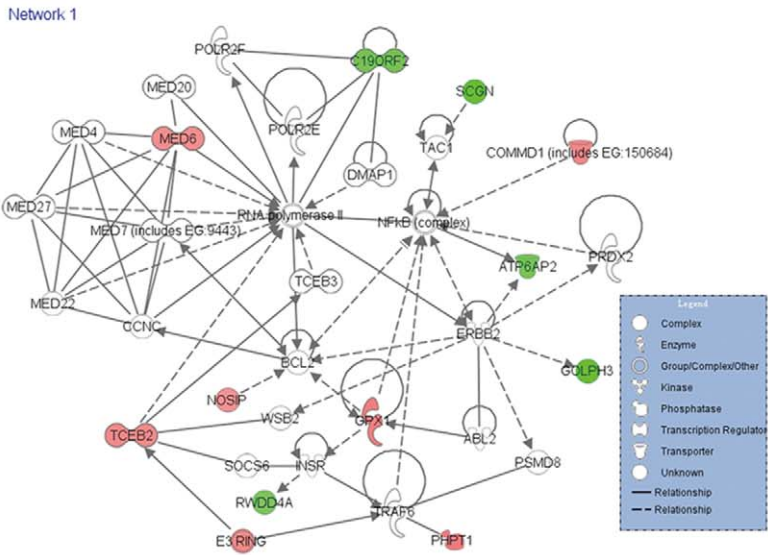 Network 1
POLR2F
C19ORF2
MED20
SCGN
POLR2E
MED4
MED6
TAC1
COMMD1 (includes EG:150684)
DMAP1
MED27
RNA polymerase II
NFkB (complex)
MED7 (includes EG:9443)
PRDX2
ATP6AP2
TCEB3
MED22
CCNC
ERBB2
BCL2
GOLPH3
NOSIP
WSB2
GPX1
TCEB2
ABL2
SOCS6
INSR
PSMD8
RWDD4A
TRAF6
E3 RING
PHPT1
Legend
Complex
Enzyme
Group/Complex/Other
Kinase
Phosphatase
Transcription Regulator
Transporter
Unknown
Relationship
Relationship